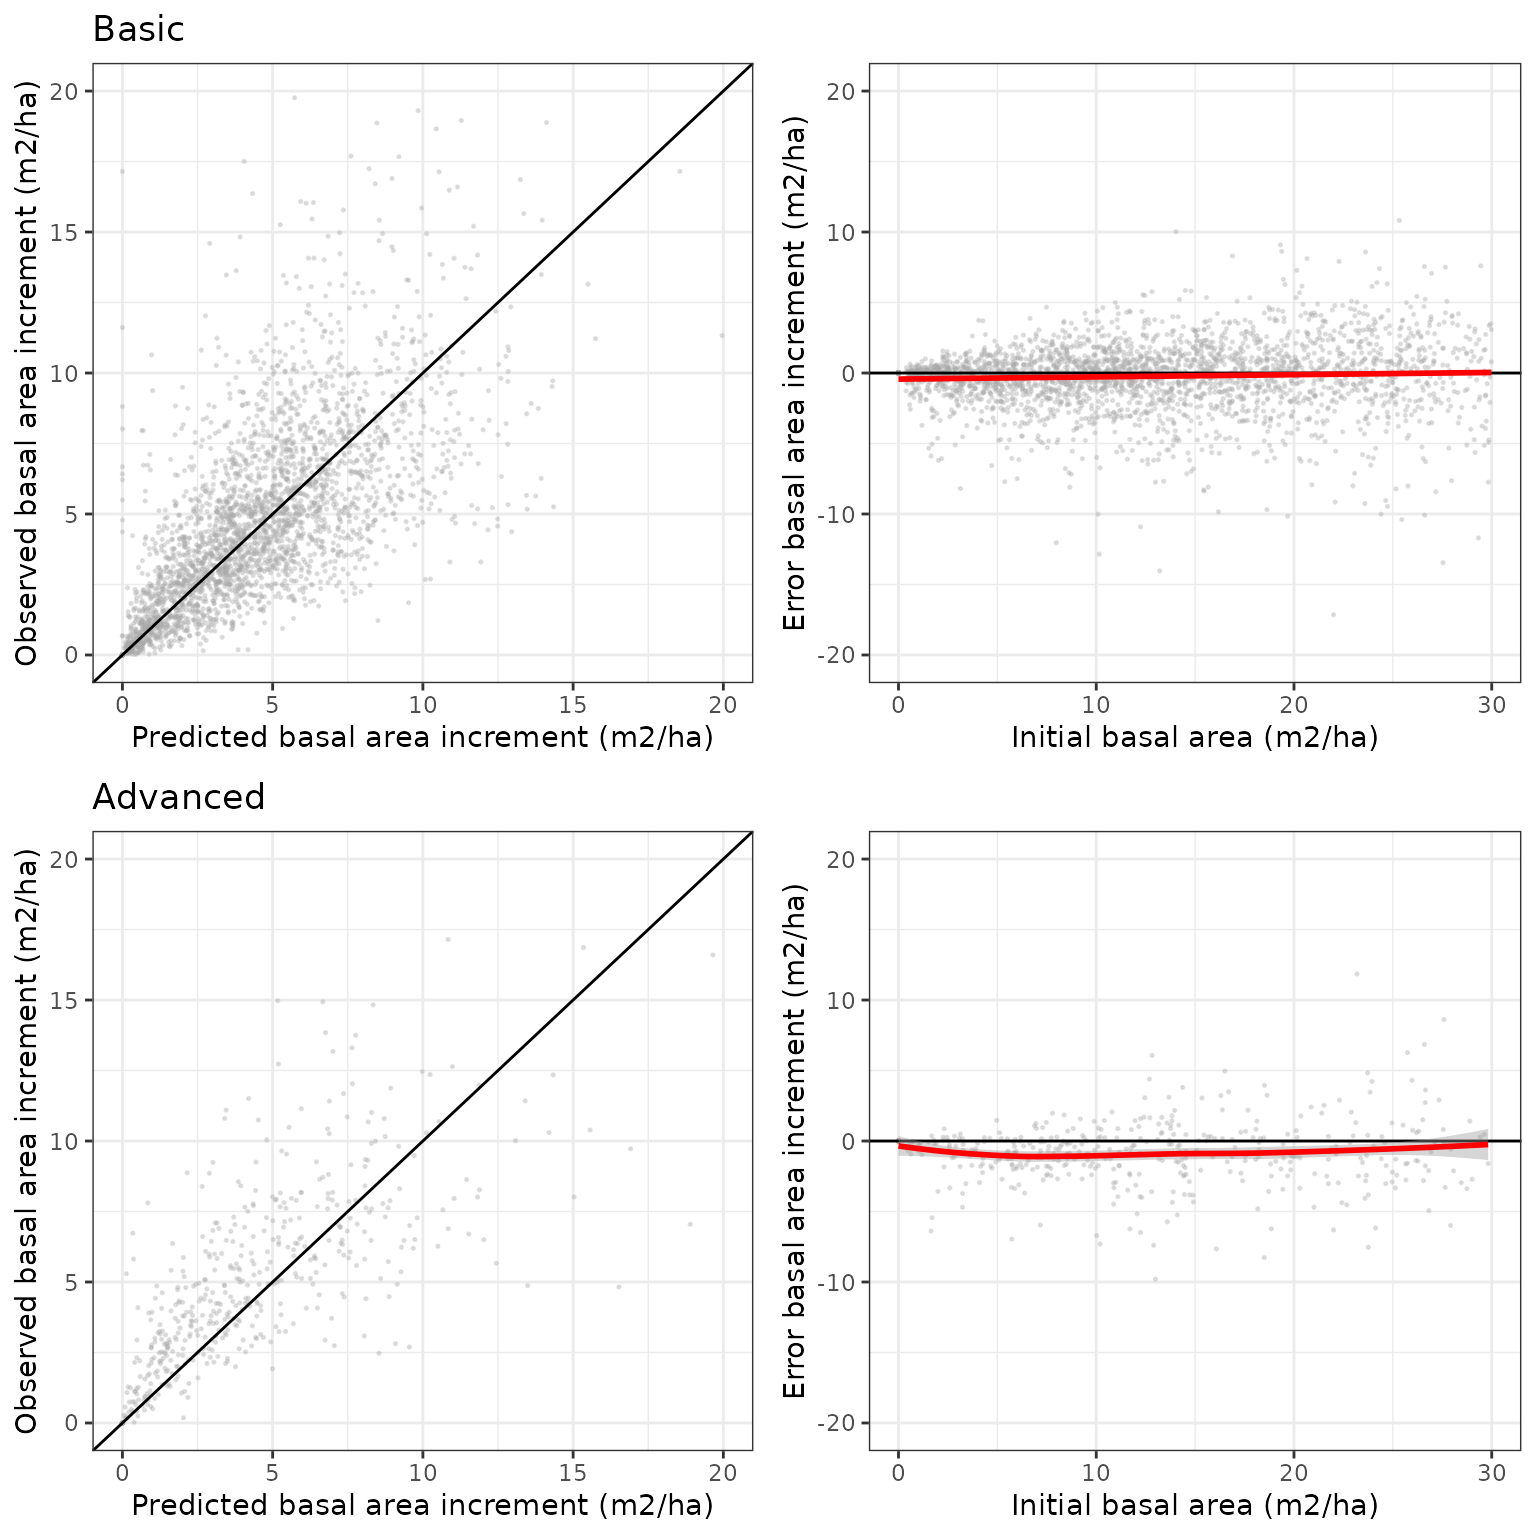 Basic
Observed basal area increment (m2/ha)
20
15
10
5
0
0 5 10 15 20
Predicted basal area increment (m2/ha)
Error basal area increment (m2/ha)
20
10
0
-10
-20
0 10 20 30
Initial basal area (m2/ha)
Advanced
Observed basal area increment (m2/ha)
20
15
10
5
0
0 5 10 15 20
Predicted basal area increment (m2/ha)
Error basal area increment (m2/ha)
20
10
0
-10
-20
0 10 20 30
Initial basal area (m2/ha)